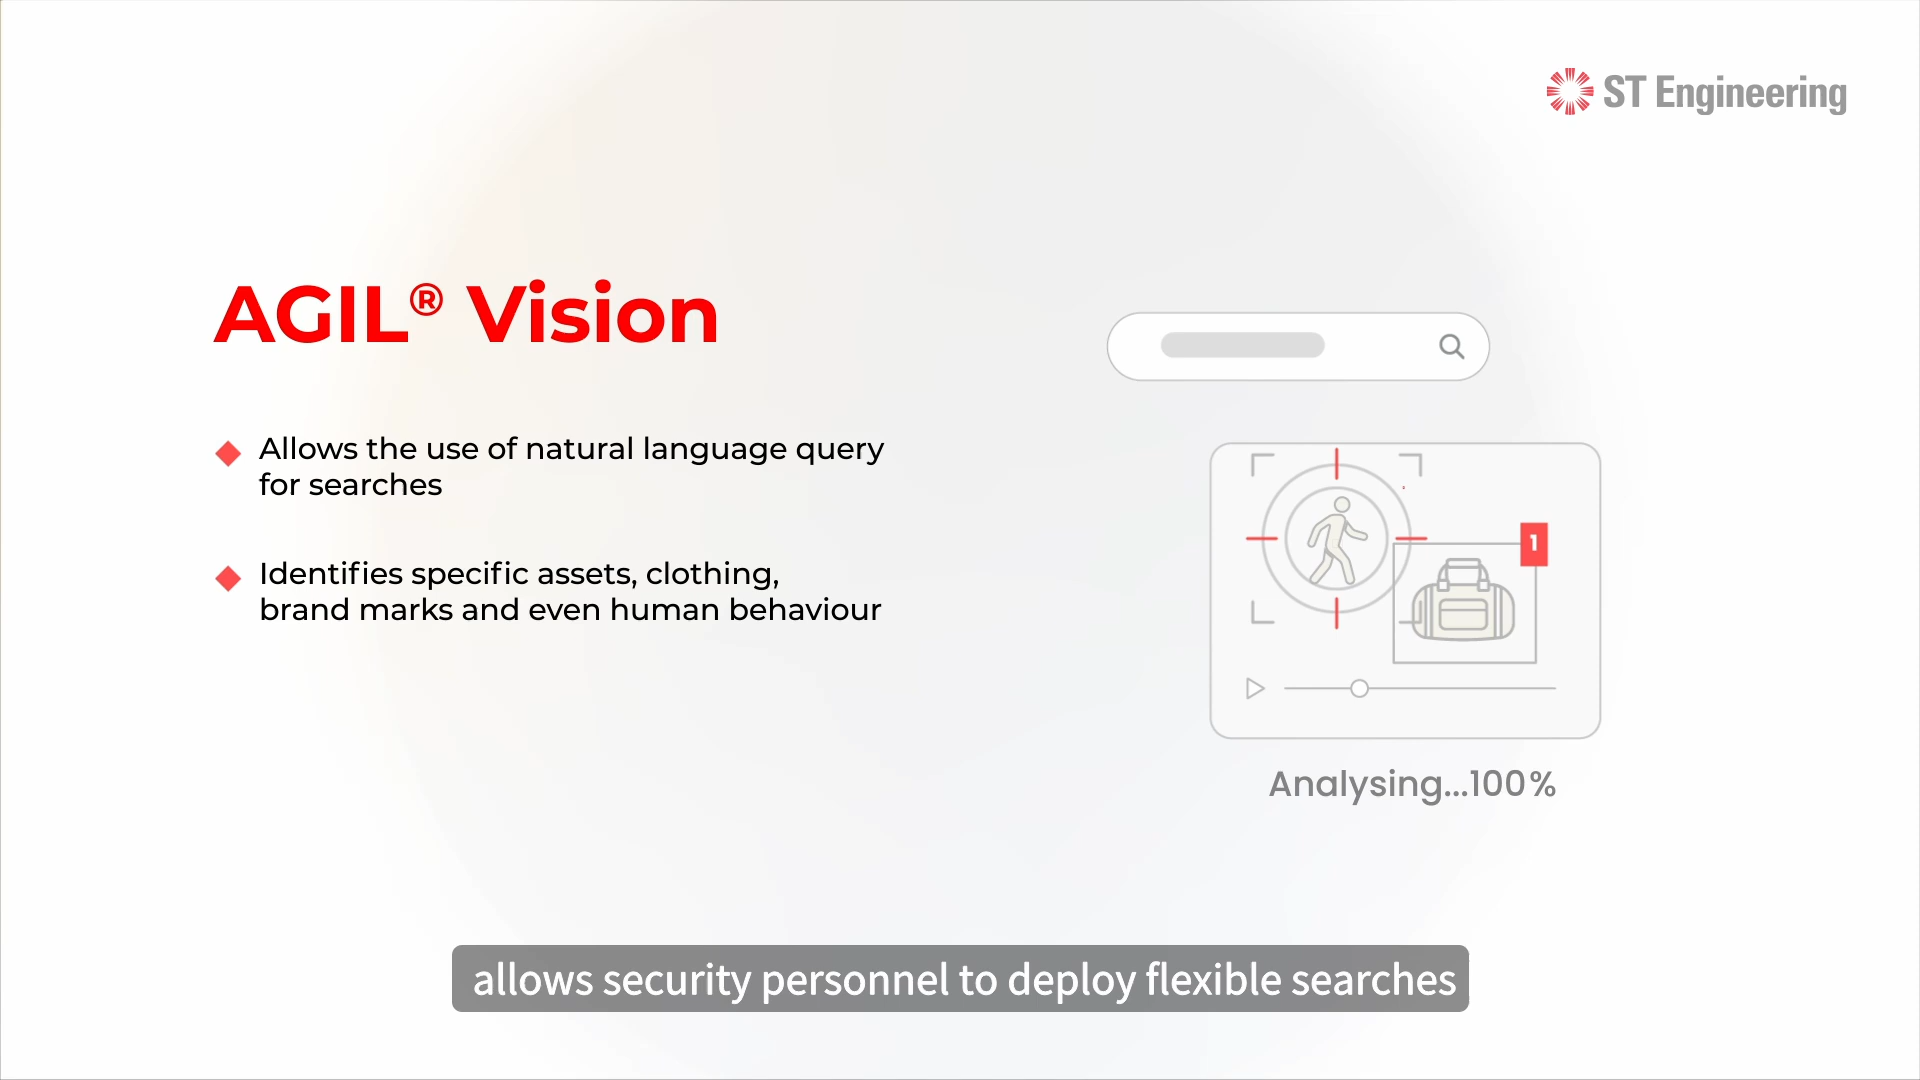 ST Engineering
AGIL® Vision
Allows the use of natural language query
for searches
Identifies specific assets, clothing,
brand marks and even human behaviour
1
Analysing...100%
allows security personnel to deploy flexible searches